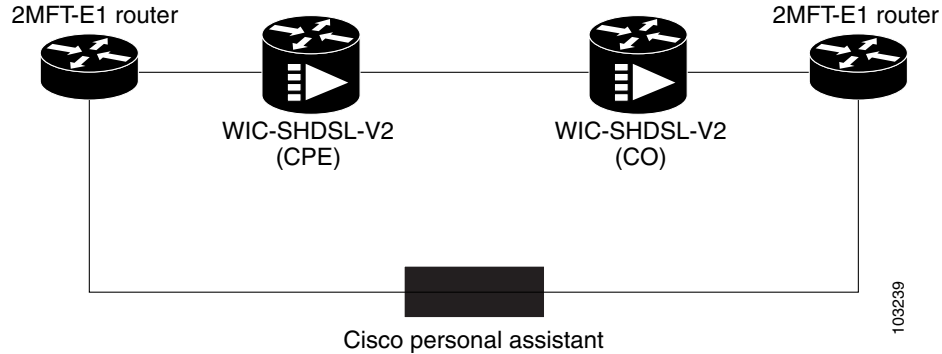 2MFT-E1 router
2MFT-E1 router
WIC-SHDSL-V2
(CPE)
WIC-SHDSL-V2
(CO)
Cisco personal assistant
103239